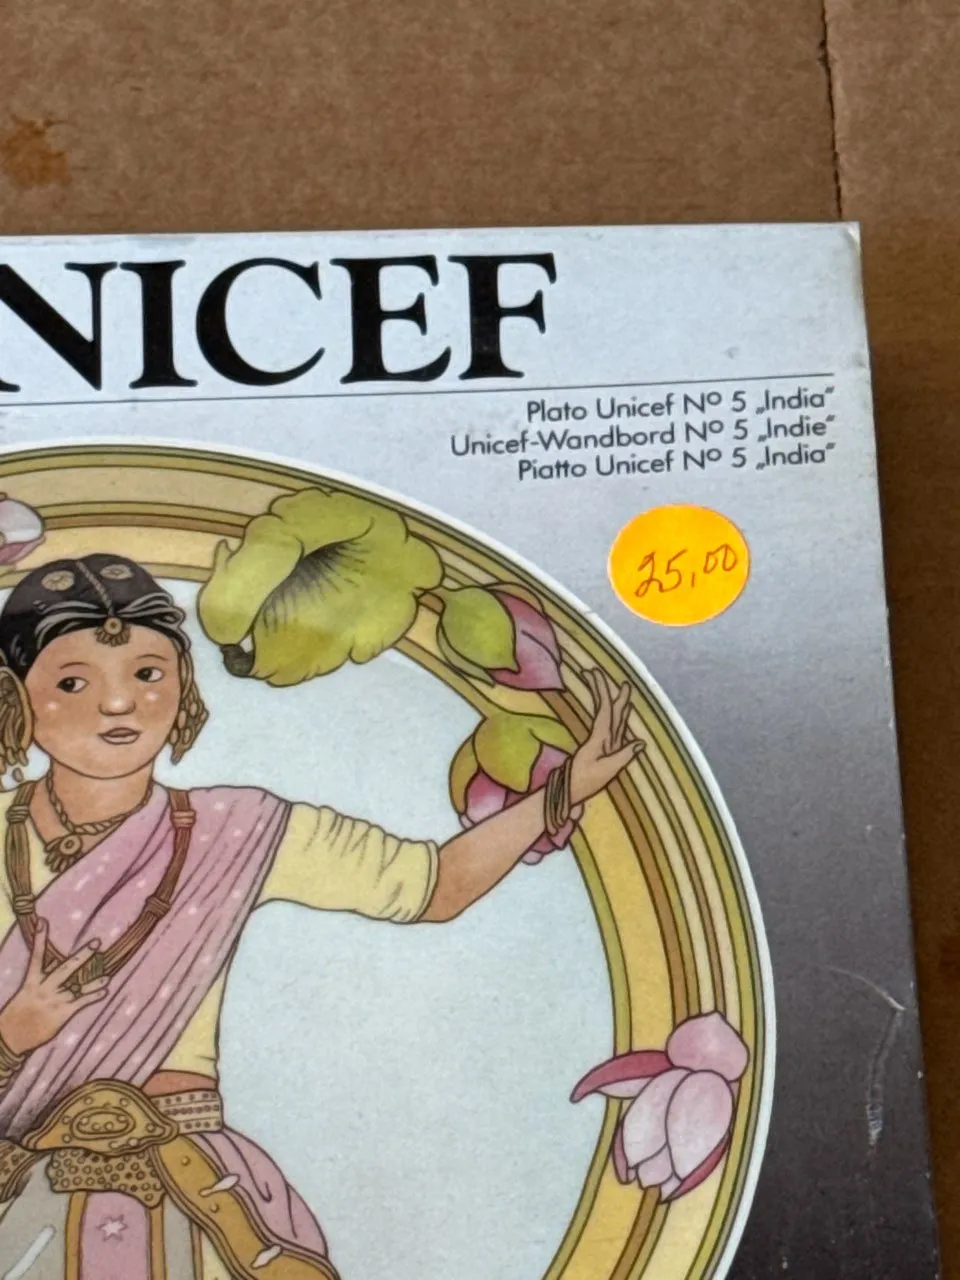 NICEF
Plato Unicef Nº 5 „India“
Unicef-Wandbord Nº 5 „Indie“
Piatto Unicef Nº 5 „India“
25,00